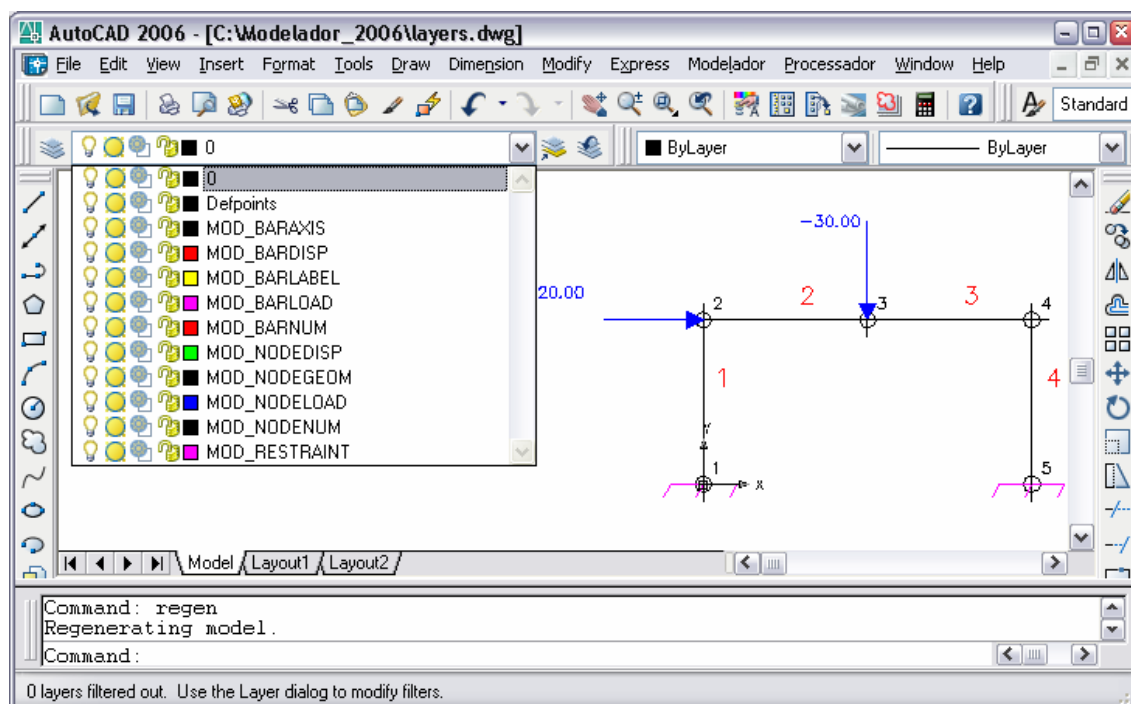 AutoCAD 2006 - [C:\Modelador_2006\layers.dwg]
File Edit View Insert Format Tools Draw Dimension Modify Express Modelador Processador Window Help
Standard
0 ByLayer ByLayer
0
Defpoints
MOD_BARAXIS
MOD_BARDISP
MOD_BARLABEL
MOD_BARLOAD
MOD_BARNUM
MOD_NODEDISP
MOD_NODEGEOM
MOD_NODELOAD
MOD_NODENUM
MOD_RESTRAINT
-30.00
20.00
2 2 3 3 4
1 4
Y
1 X 5
Model Layout1 Layout2
Command: regen
Regenerating model.
Command:
0 layers filtered out. Use the Layer dialog to modify filters.